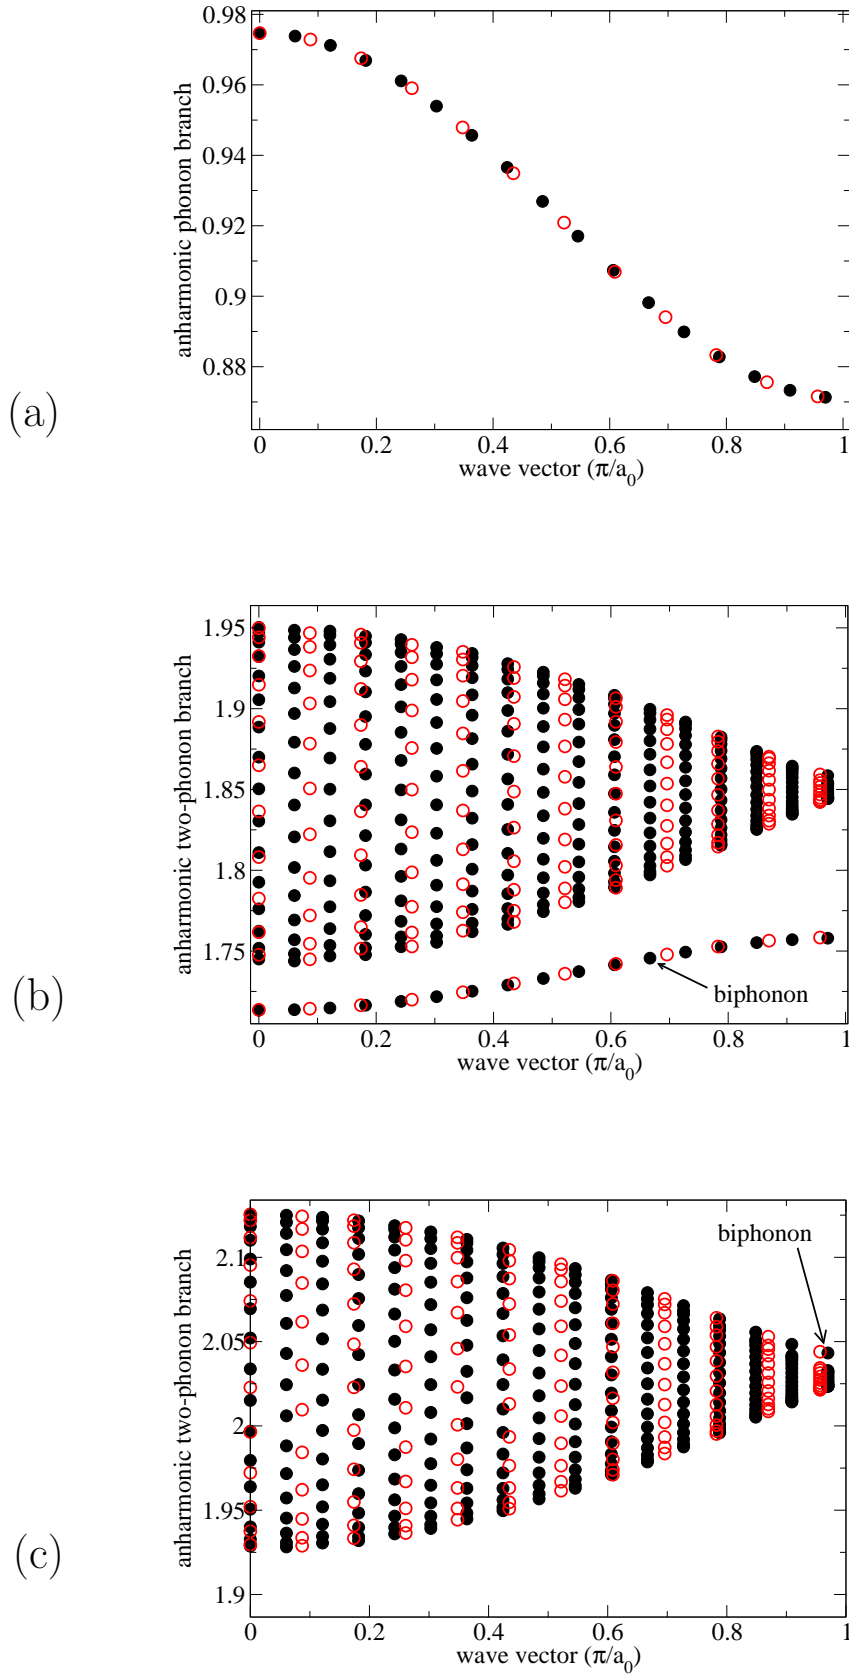 0.98
0.96
0.94
0.92
0.9
0.88
anharmonic phonon branch
0 0.2 0.4 0.6 0.8 1
wave vector (π/a0)
(a)
1.95
1.9
1.85
1.8
1.75
anharmonic two-phonon branch
biphonon
0 0.2 0.4 0.6 0.8 1
wave vector (π/a0)
(b)
2.1
2.05
2
1.95
1.9
anharmonic two-phonon branch
biphonon
0 0.2 0.4 0.6 0.8 1
wave vector (π/a0)
(c)